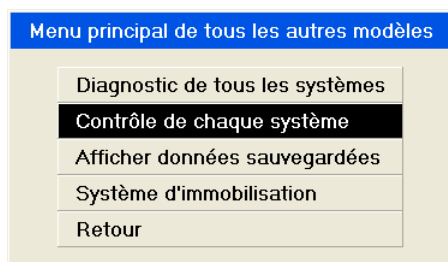 Menu principal de tous les autres modèles
Diagnostic de tous les systèmes
Contrôle de chaque système
Afficher données sauvegardées
Système d'immobilisation
Retour